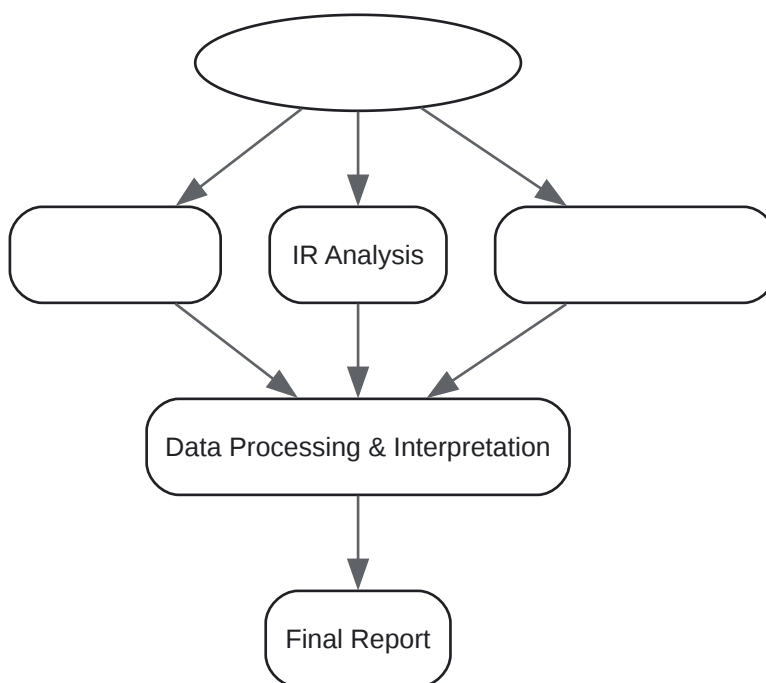 IR Analysis
Data Processing & Interpretation
Final Report